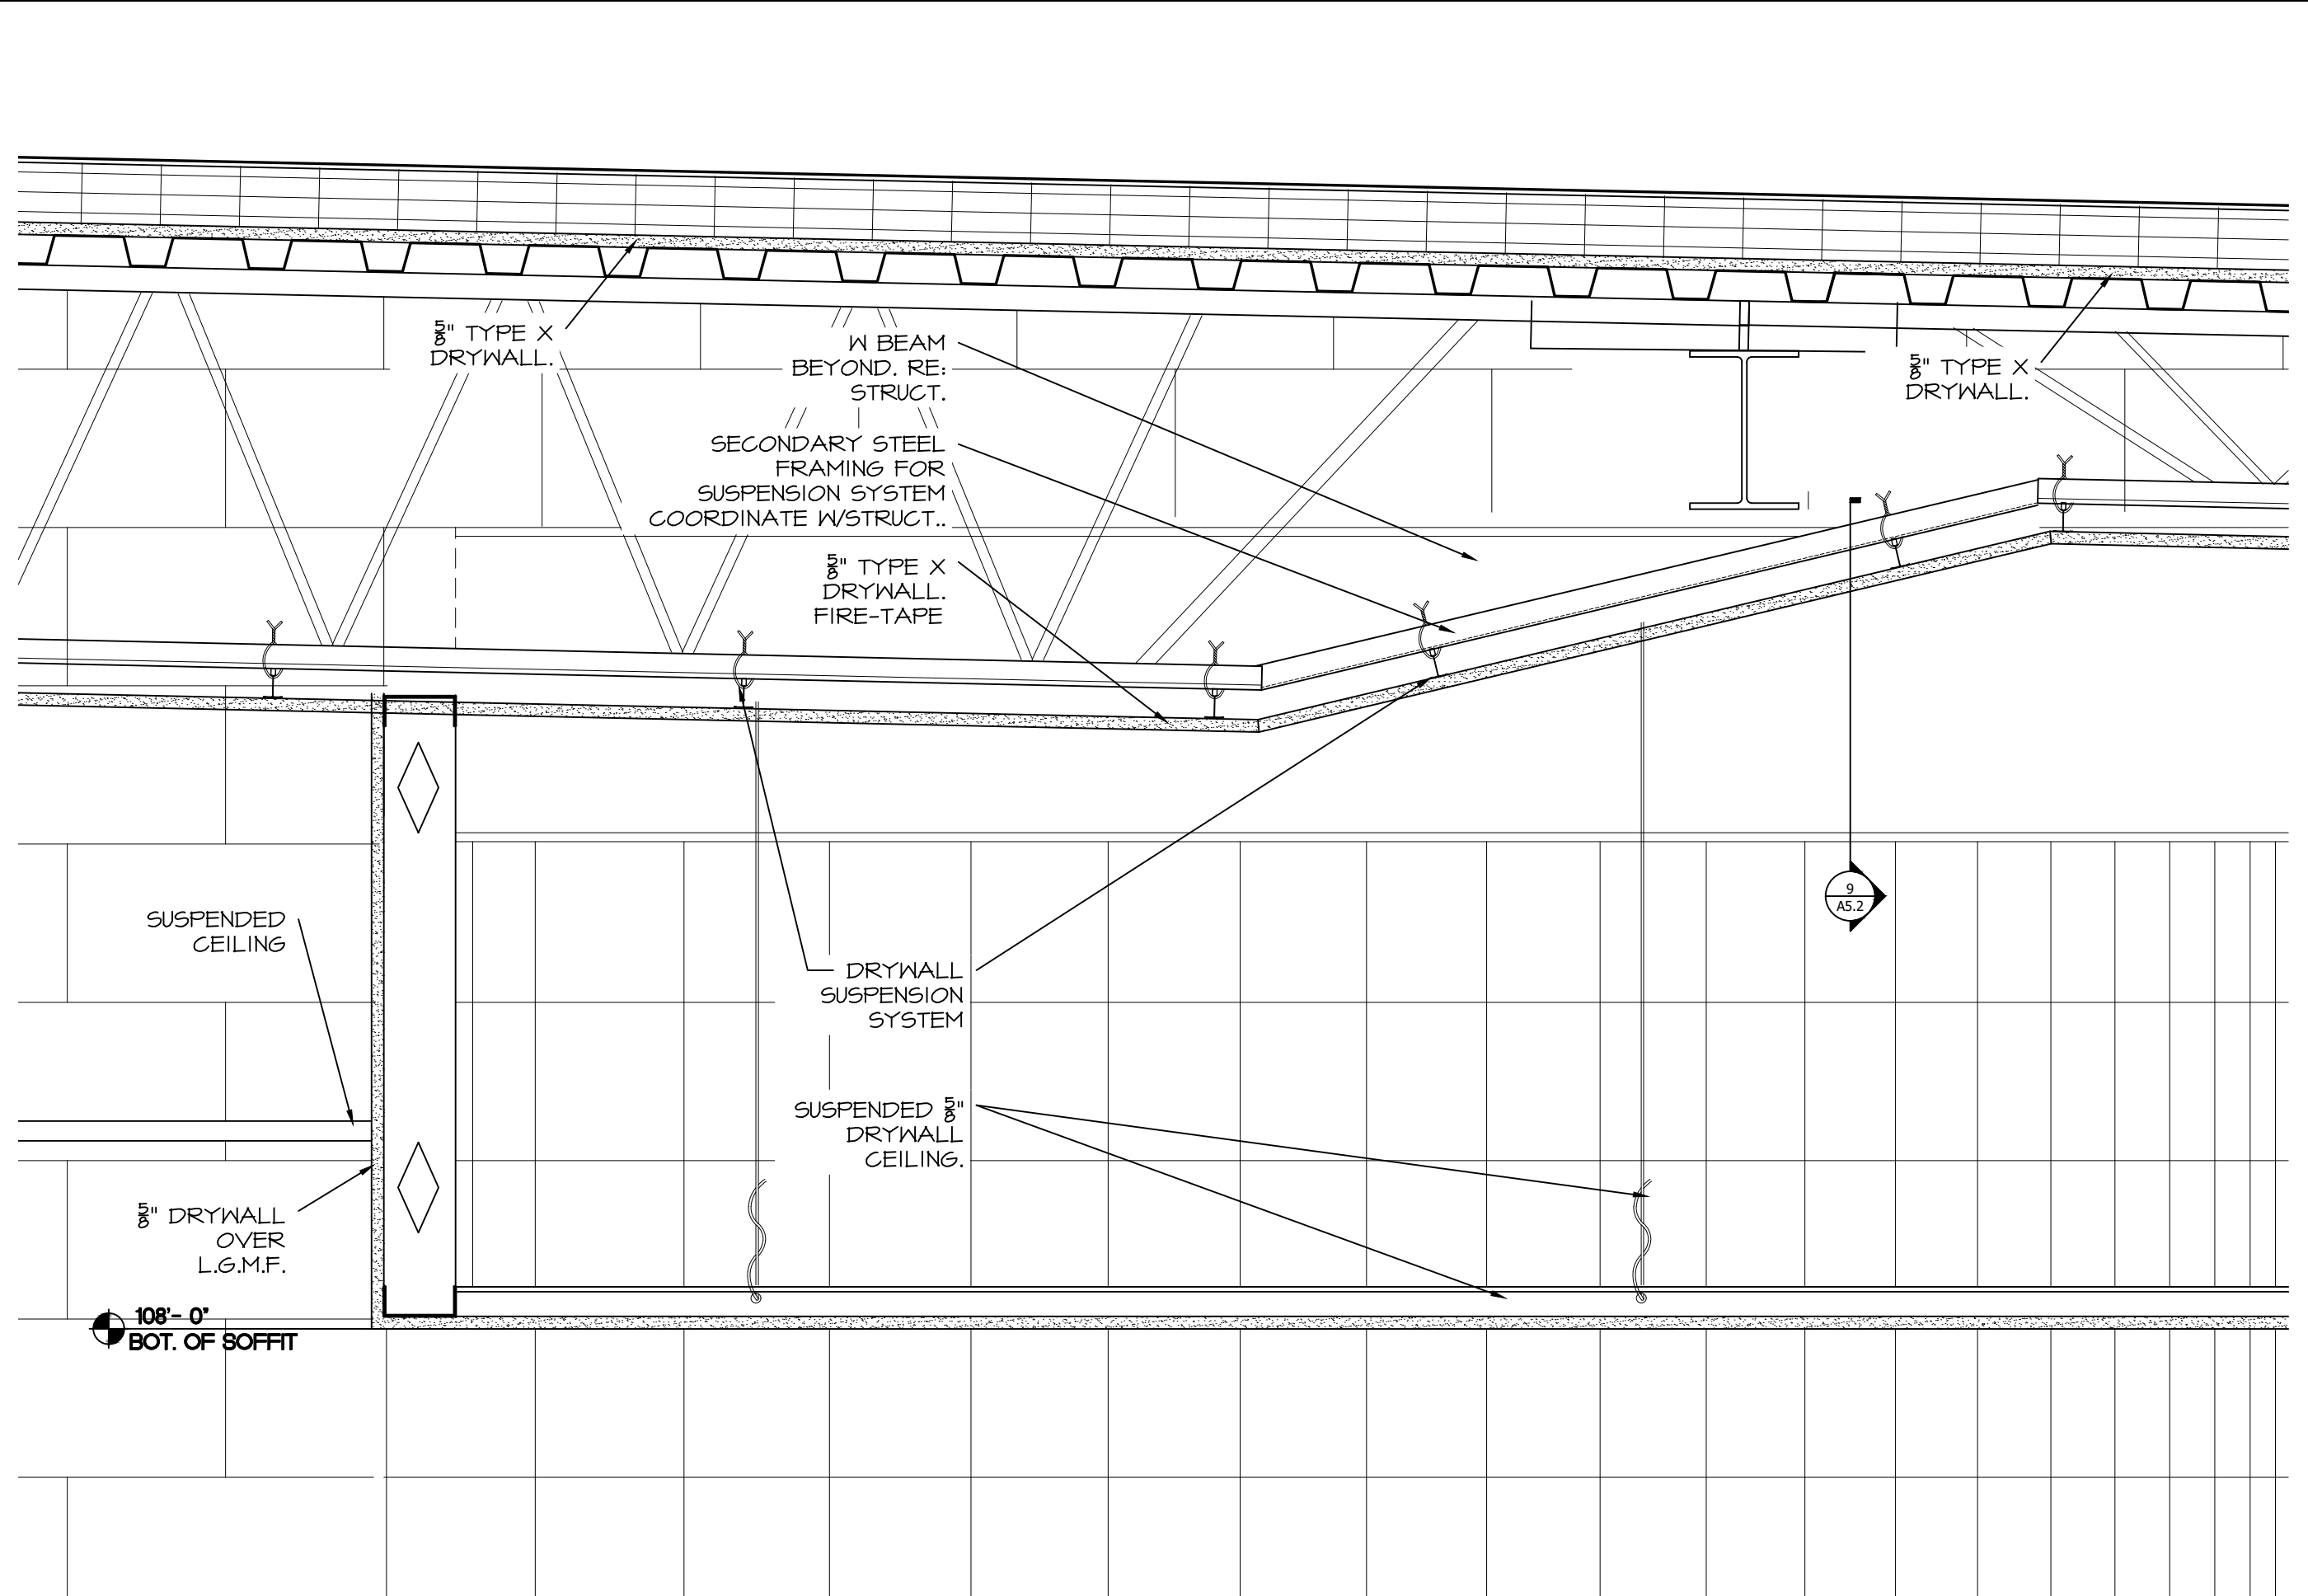 5/8" TYPE X
DRYWALL.
W BEAM
BEYOND. RE:
STRUCT.
5/8" TYPE X
DRYWALL.
SECONDARY STEEL
FRAMING FOR
SUSPENSION SYSTEM
COORDINATE W/STRUCT..
5/8" TYPE X
DRYWALL.
FIRE-TAPE
9
A5.2
SUSPENDED
CEILING
DRYWALL
SUSPENSION
SYSTEM
SUSPENDED 5/8"
DRYWALL
CEILING.
5/8" DRYWALL
OVER
L.G.M.F.
108'- 0"
BOT. OF SOFFIT